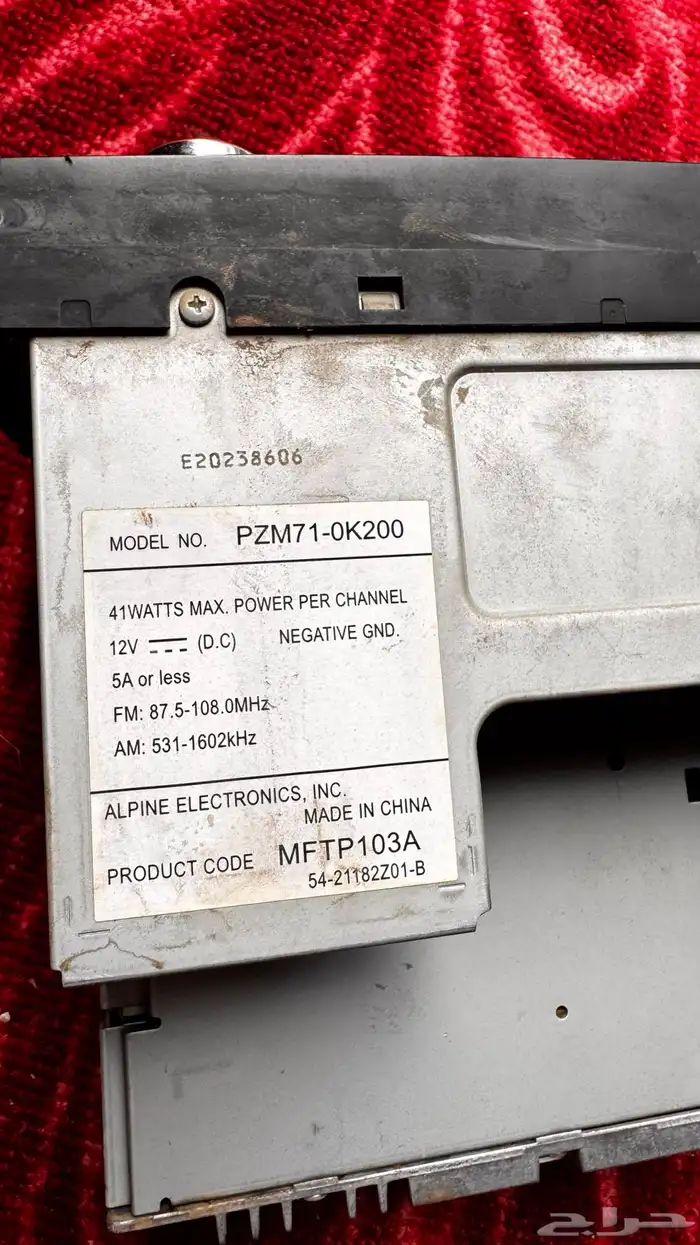 E20238606
MODEL NO. PZM71-0K200
41WATTS MAX. POWER PER CHANNEL
12V (D.C) NEGATIVE GND.
5A or less
FM: 87.5-108.0MHz
AM: 531-1602kHz
ALPINE ELECTRONICS, INC.
MADE IN CHINA
PRODUCT CODE MFTP103A
54-21182Z01-B
حراج